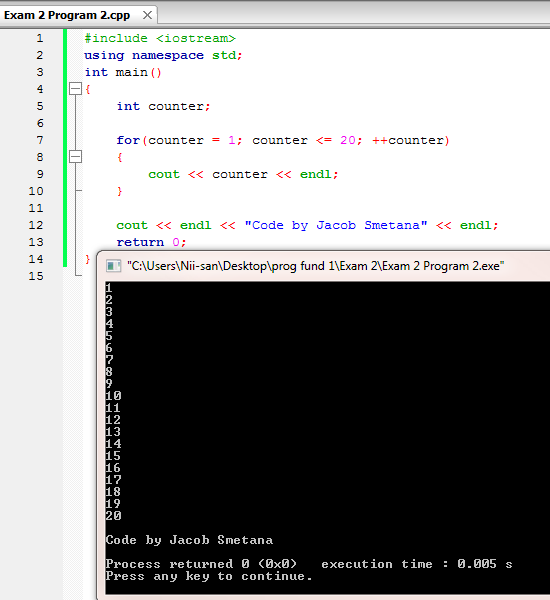 Exam 2 Program 2.cpp
1 #include <iostream>
2 using namespace std;
3 int main()
4 {
5 int counter;
6
7 for(counter = 1; counter <= 20; ++counter)
8 {
9 cout << counter << endl;
10 }
11
12 cout << endl << "Code by Jacob Smetana" << endl;
13 return 0;
14 }
15
"C:\Users\Nii-san\Desktop\prog fund 1\Exam 2\Exam 2 Program 2.exe"
1
2
3
4
5
6
7
8
9
10
11
12
13
14
15
16
17
18
19
20
Code by Jacob Smetana
Process returned 0 (0x0) execution time : 0.005 s
Press any key to continue.